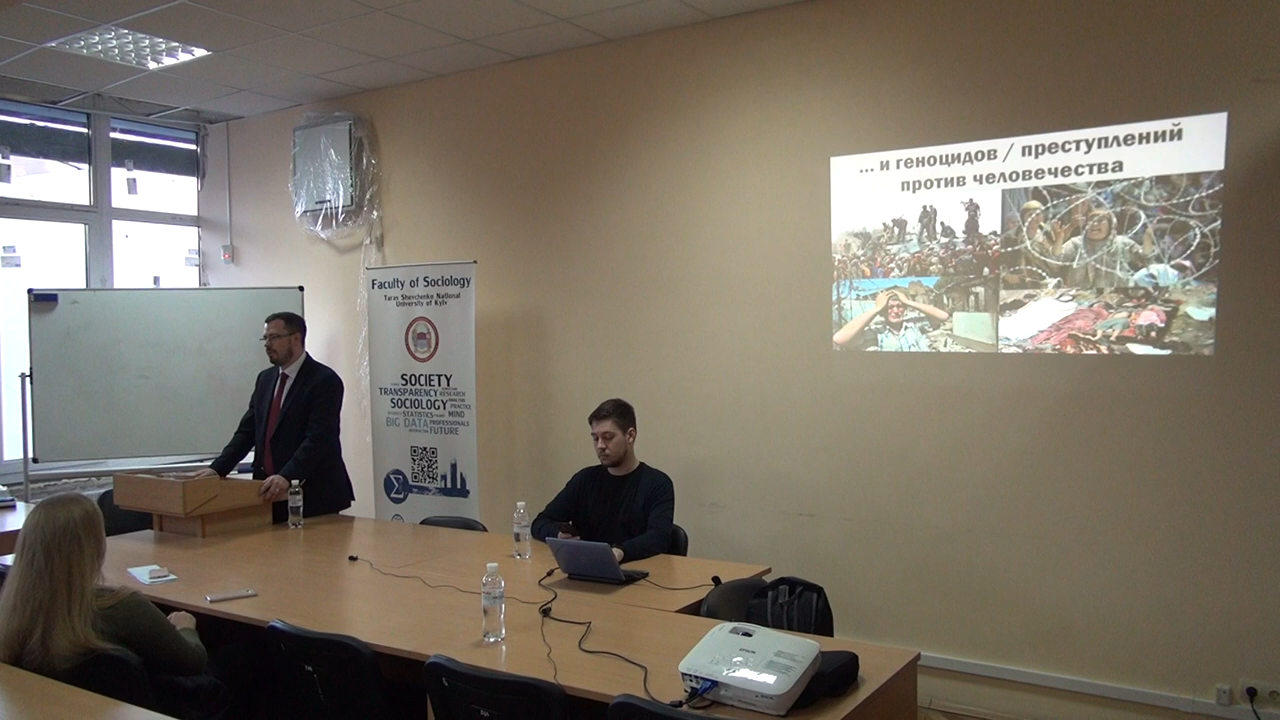 ... и геноцидов / преступлений
против человечества
Faculty of Sociology
Taras Shevchenko National
University of Kyiv
SOCIETY
TRANSPARENCY RESEARCH
SOCIOLOGY PRACTICE
STATISTICS MIND
BIG DATA PROFESSIONALS
FUTURE
Σ
EPSON